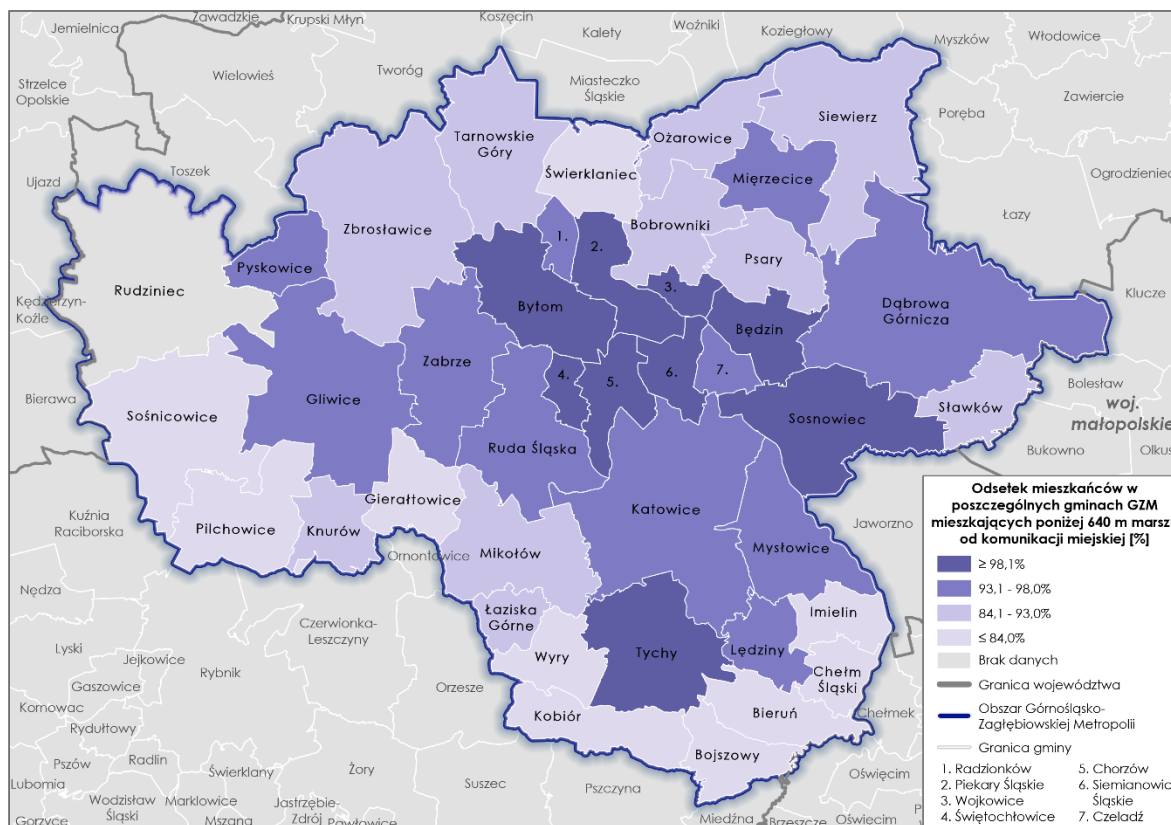 Jemielnica
Zawadzkie
Krupski Młyn
Koszęcin
Kalety
Woźniki
Koziegłowy
Myszków
Włodowice
Strzelce
Opolskie
Wielowieś
Tworóg
Miasteczko
Śląskie
Poręba
Zawiercie
Siewierz
Ożarowice
Tarnowskie
Góry
Świerklaniec
Mięrzecice
Ogrodzieniec
Toszek
Ujazd
Łazy
Zbrosławice
Bobrowniki
1.
2.
Psary
Pyskowice
Rudziniec
Kędzierzyn-
Koźle
Klucze
3.
Bytom
Dąbrowa
Górnicza
Będzin
Zabrze
4.
5.
6.
7.
Bolesław
woj.
małopolskie
Bierawa
Gliwice
Sośnicowice
Sławków
Sosnowiec
Ruda Śląska
Bukowno
Olkus
Gierałtowice
Katowice
Kuźnia
Raciborska
Pilchowice
Knurów
Jaworzno
Ornontowice
Mikołów
Mysłowice
Nędza
Łaziska
Górne
Imielin
Czerwionka-
Leszczyny
Lyski
Jejkowice
Rybnik
Wyry
Tychy
Lędziny
Chełm
Śląski
Gaszowice
Kornowac
Rydułtowy
Orzesze
Kobiór
Bieruń
Chełmek
Bojszowy
Pszów
Radlin
Lubomia
Świerklany
Żory
Suszec
Pszczyna
Oświęcim
Wodzisław
Śląski
Marklowice
Mszana
Jastrzębie-
Zdrój
Pawłowice
Gorzyce
Miedźna
Brzeszcze
Oświęcim
Odsetek mieszkańców w
poszczególnych gminach GZM
mieszkających poniżej 640 m marsz
od komunikacji miejskiej [%]
≥ 98,1%
93,1 - 98,0%
84,1 - 93,0%
≤ 84,0%
Brak danych
Granica województwa
Obszar Górnośląsko-
Zagłębiowskiej Metropolii
Granica gminy
1. Radzionków
2. Piekary Śląskie
3. Wojkowice
4. Świętochłowice
5. Chorzów
6. Siemianowic
Śląskie
7. Czeladź